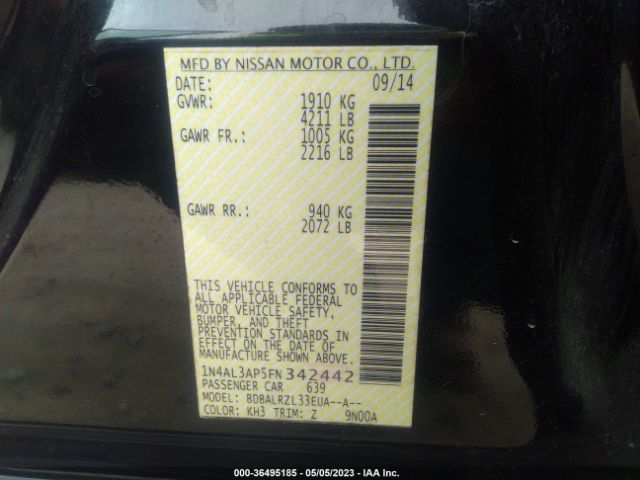 MFD BY NISSAN MOTOR CO., LTD.
DATE: 09/14
GVWR: 1910 KG
4211 LB
GAWR FR.: 1005 KG
2216 LB
GAWR RR.: 940 KG
2072 LB
THIS VEHICLE CONFORMS TO
ALL APPLICABLE FEDERAL
MOTOR VEHICLE SAFETY,
BUMPER, AND THEFT
PREVENTION STANDARDS IN
EFFECT ON THE DATE OF
MANUFACTURE SHOWN ABOVE.
1N4AL3AP5FN342442
PASSENGER CAR 639
MODEL: BDBALRZL33EUA--A--
COLOR: KH3 TRIM: Z 9N00A
000-36495185 - 05/05/2023 - IAA Inc.